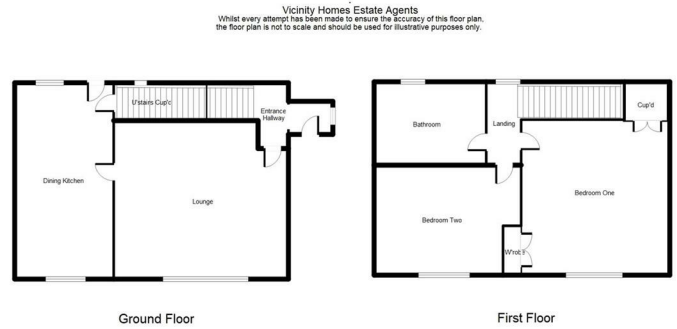 Vicinity Homes Estate Agents
Whilst every attempt has been made to ensure the accuracy of this floor plan,
the floor plan is not to scale and should be used for illustrative purposes only.
U'stairs Cup'd
Entrance
Hallway
Dining Kitchen
Lounge
Ground Floor
Cup'd
Bathroom
Landing
Bedroom One
Bedroom Two
W'robe
First Floor